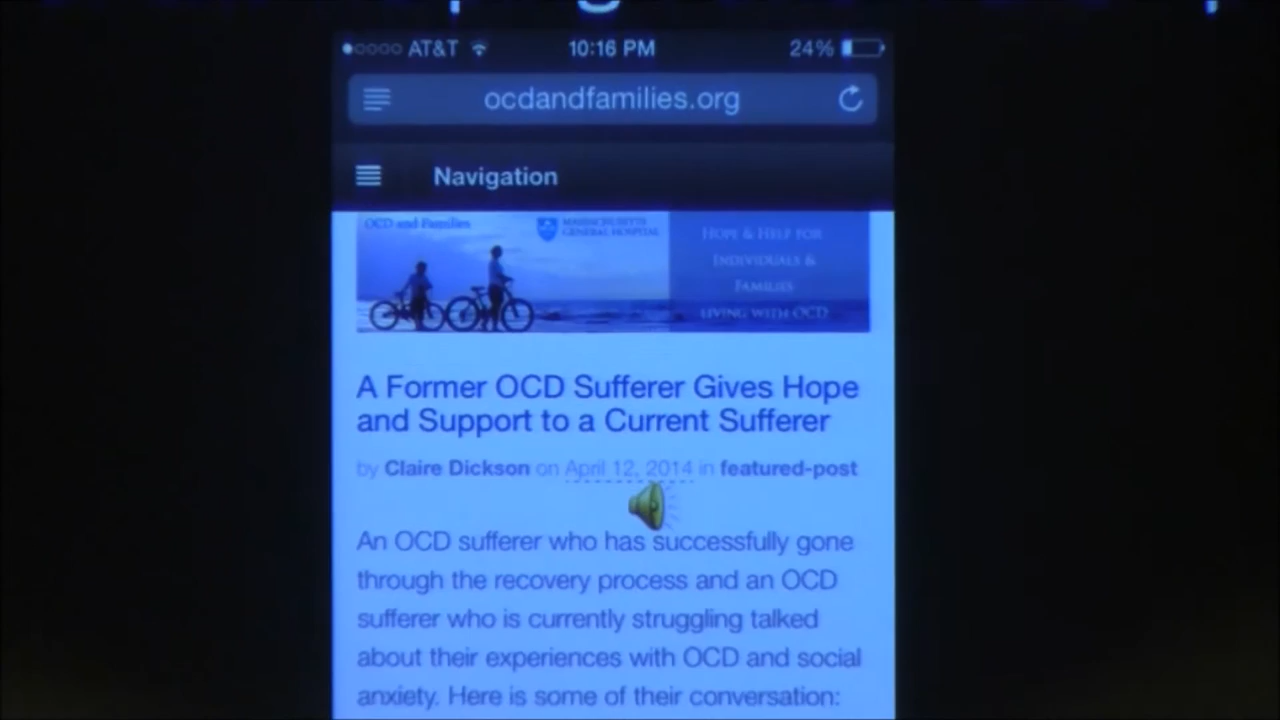 AT&T 10:16 PM 24%
ocdandfamilies.org
Navigation
OCD and Families
MASSACHUSETTS
GENERAL HOSPITAL
HOPE & HELP FOR
INDIVIDUALS &
FAMILIES
LIVING WITH OCD
A Former OCD Sufferer Gives Hope
and Support to a Current Sufferer
by Claire Dickson on April 12, 2014 in featured-post
An OCD sufferer who has successfully gone
through the recovery process and an OCD
sufferer who is currently struggling talked
about their experiences with OCD and social
anxiety. Here is some of their conversation: